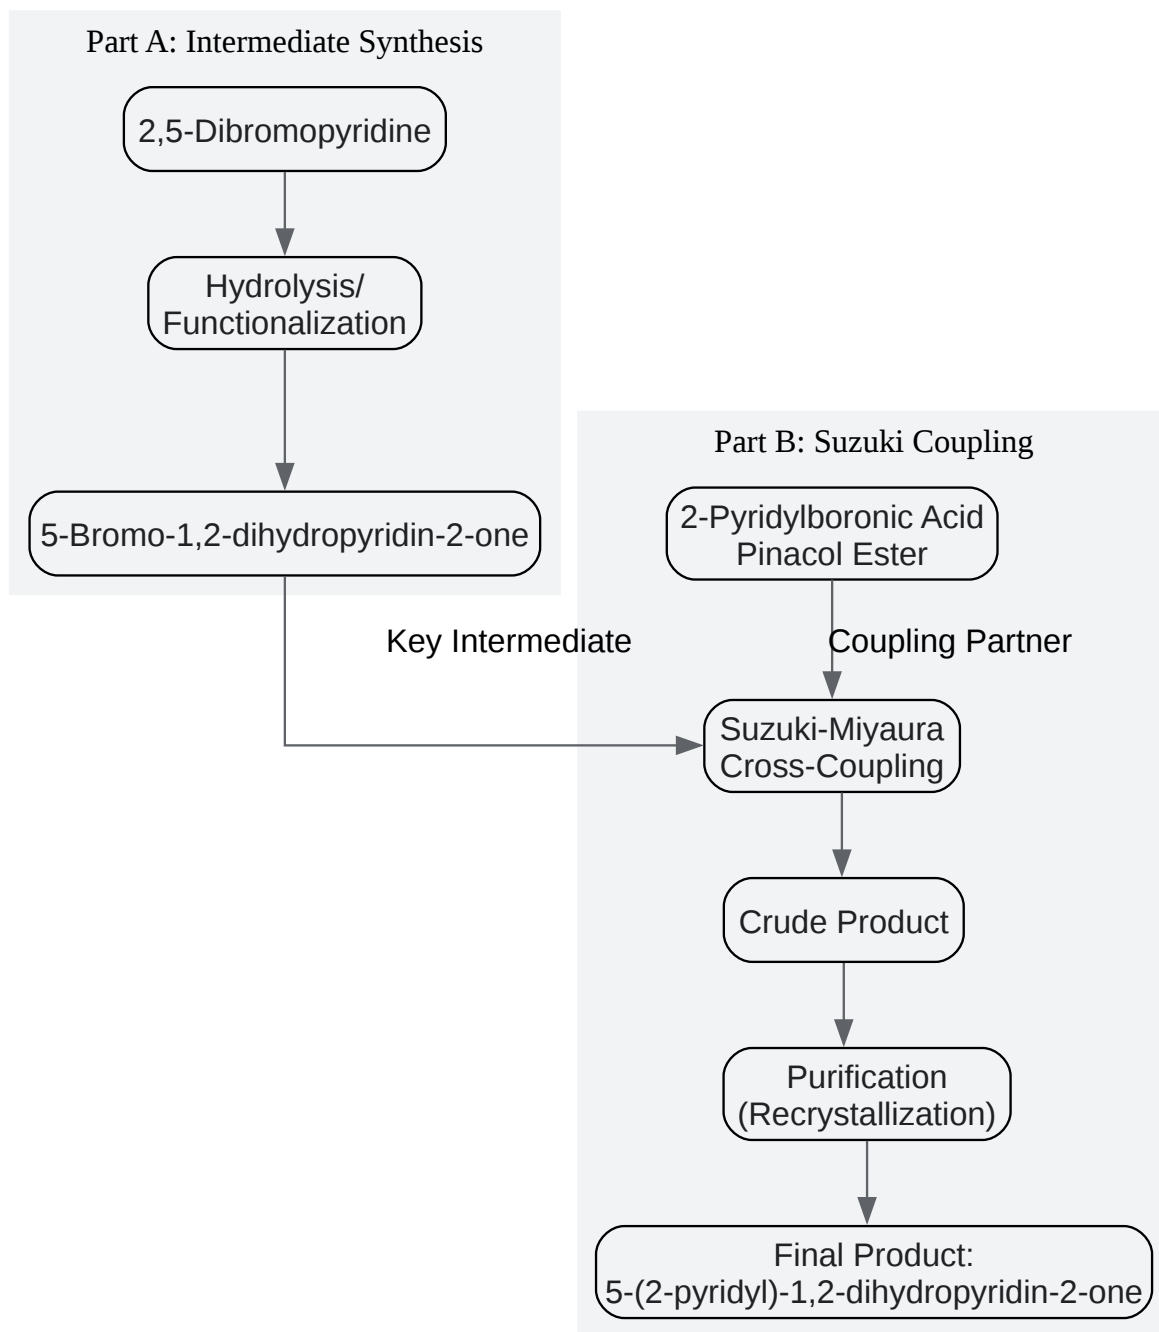 Part A: Intermediate Synthesis
2,5-Dibromopyridine
Hydrolysis/
Functionalization
5-Bromo-1,2-dihydropyridin-2-one
Part B: Suzuki Coupling
2-Pyridylboronic Acid
Pinacol Ester
Key Intermediate
Coupling Partner
Suzuki-Miyaura
Cross-Coupling
Crude Product
Purification
(Recrystallization)
Final Product:
5-(2-pyridyl)-1,2-dihydropyridin-2-one